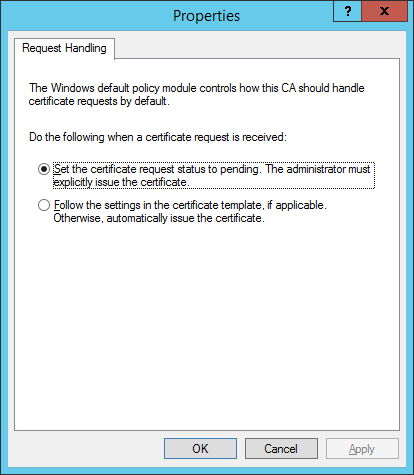 Properties
?
x
Request Handling
The Windows default policy module controls how this CA should handle
certificate requests by default.
Do the following when a certificate request is received:
Set the certificate request status to pending. The administrator must
explicitly issue the certificate.
Follow the settings in the certificate template, if applicable.
Otherwise, automatically issue the certificate.
OK
Cancel
Apply